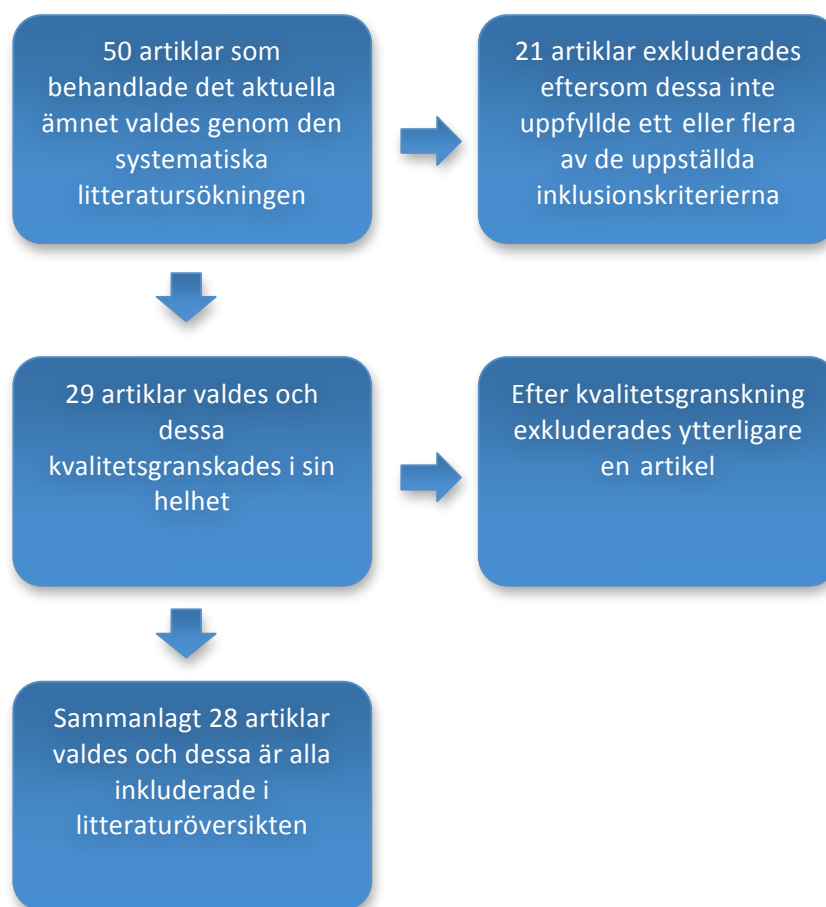 50 artiklar som
behandlade det aktuella
ämnet valdes genom den
systematiska
litteratursökningen
21 artiklar exkluderades
eftersom dessa inte
uppfyllde ett eller flera
av de uppställda
inklusionskriterierna
29 artiklar valdes och
dessa
kvalitetsgranskades i sin
helhet
Efter kvalitetsgranskning
exkluderades ytterligare
en artikel
Sammanlagt 28 artiklar
valdes och dessa är alla
inkluderade i
litteraturöversikten